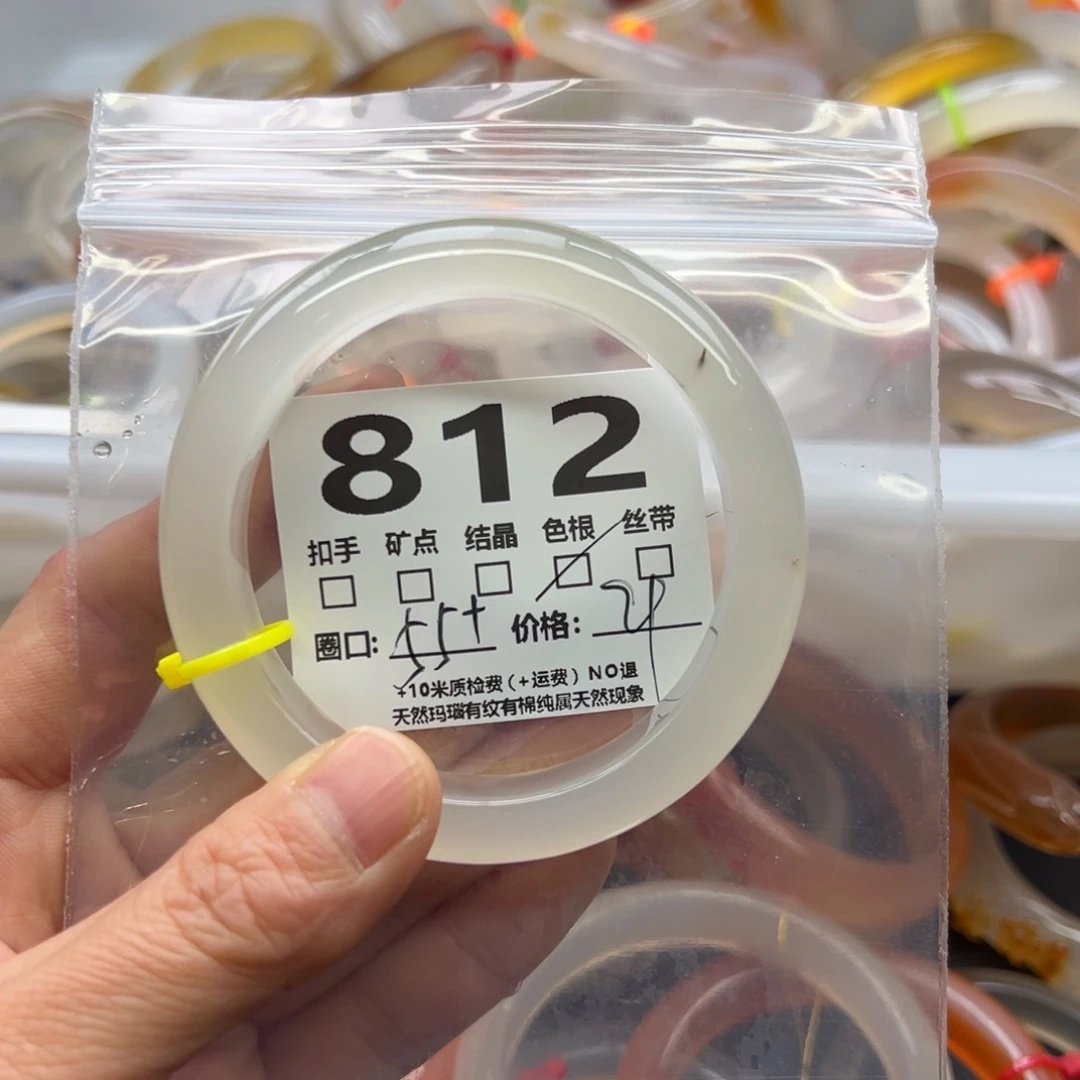 812
扣手 矿点 结晶 色根 丝带
圈口: 55+ 价格:
+10米质检费(+运费) NO退
天然玛瑙有纹有棉纯属天然现象